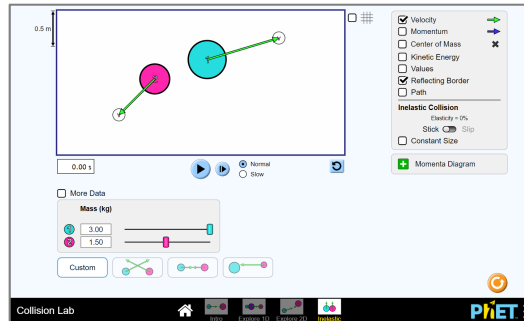 0.5 m
Velocity
Momentum
Center of Mass
Kinetic Energy
Values
Reflecting Border
Path
Inelastic Collision
Elasticity = 0%
Stick Slip
Constant Size
Momenta Diagram
0.00 s
Normal
Slow
More Data
Mass (kg)
1 3.00
2 1.50
Custom
Collision Lab
Intro
Explore 1D
Explore 2D
Inelastic
PhET